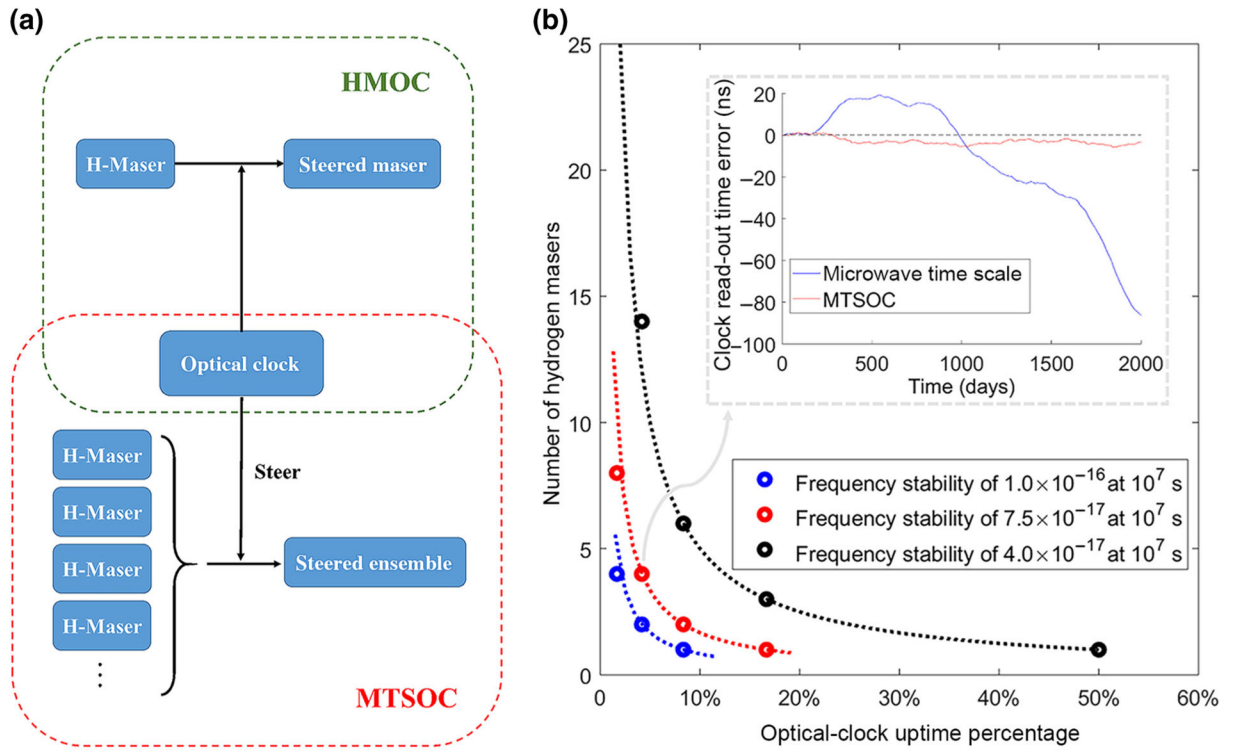 (a)
HMOC
H-Maser
Steered maser
Optical clock
H-Maser
H-Maser
H-Maser
H-Maser
⋮
Steer
Steered ensemble
MTSOC
(b)
Number of hydrogen masers
25
20
15
10
5
0
0
10%
20%
30%
40%
50%
60%
Optical-clock uptime percentage
Clock read-out time error (ns)
20
0
−20
−40
−60
−80
−100
0
500
1000
1500
2000
Time (days)
Microwave time scale
MTSOC
Frequency stability of 1.0×10⁻¹⁶ at 10⁷ s
Frequency stability of 7.5×10⁻¹⁷ at 10⁷ s
Frequency stability of 4.0×10⁻¹⁷ at 10⁷ s